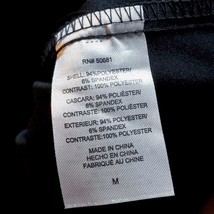 RN# 50681
SHELL: 94% POLYESTER/
6% SPANDEX
CONTRAST: 100% POLYESTER
CASCARA: 94% POLIÉSTER/
6% SPANDEX
CONTRASTE: 100% POLIÉSTER
EXTERIEUR: 94% POLYESTER/
6% SPANDEX
CONTRASTE: 100% POLYESTER
MADE IN CHINA
HECHO EN CHINA
FABRIQUÉ AU CHINE
M